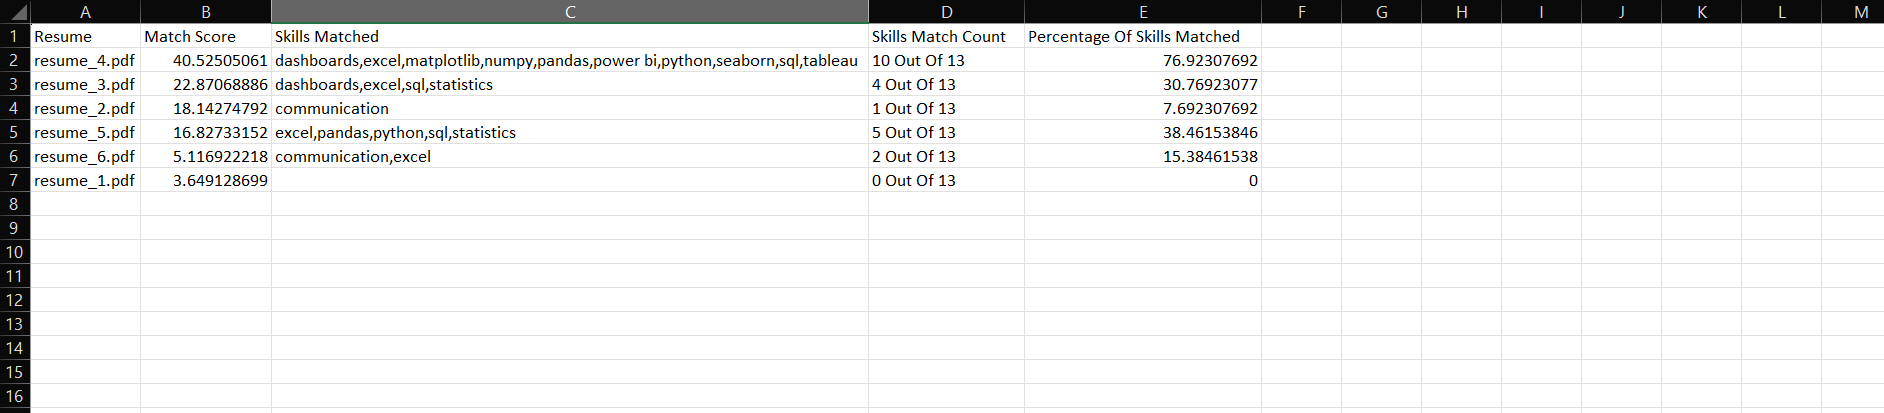 A B C D E F G H I J K L M
1 Resume Match Score Skills Matched Skills Match Count Percentage Of Skills Matched
2 resume_4.pdf 40.52505061 dashboards,excel,matplotlib,numpy,pandas,power bi,python,seaborn,sql,tableau 10 Out Of 13 76.92307692
3 resume_3.pdf 22.87068886 dashboards,excel,sql,statistics 4 Out Of 13 30.76923077
4 resume_2.pdf 18.14274792 communication 1 Out Of 13 7.692307692
5 resume_5.pdf 16.82733152 excel,pandas,python,sql,statistics 5 Out Of 13 38.46153846
6 resume_6.pdf 5.116922218 communication,excel 2 Out Of 13 15.38461538
7 resume_1.pdf 3.649128699 0 Out Of 13 0
8
9
10
11
12
13
14
15
16